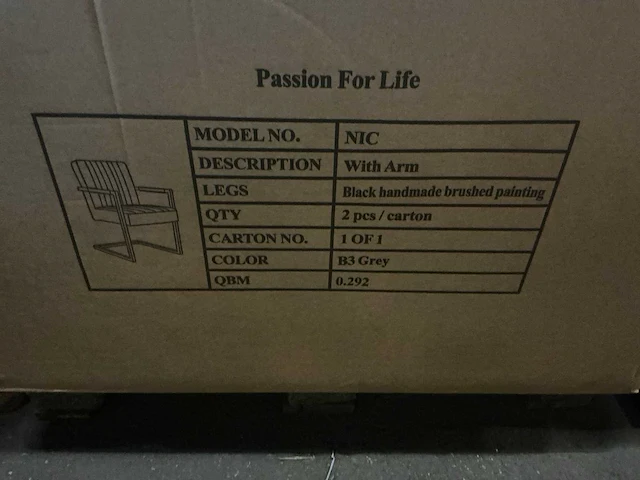 Passion For Life
MODEL NO. NIC
DESCRIPTION With Arm
LEGS Black handmade brushed painting
QTY 2 pcs / carton
CARTON NO. 1 OF 1
COLOR B3 Grey
QBM 0.292